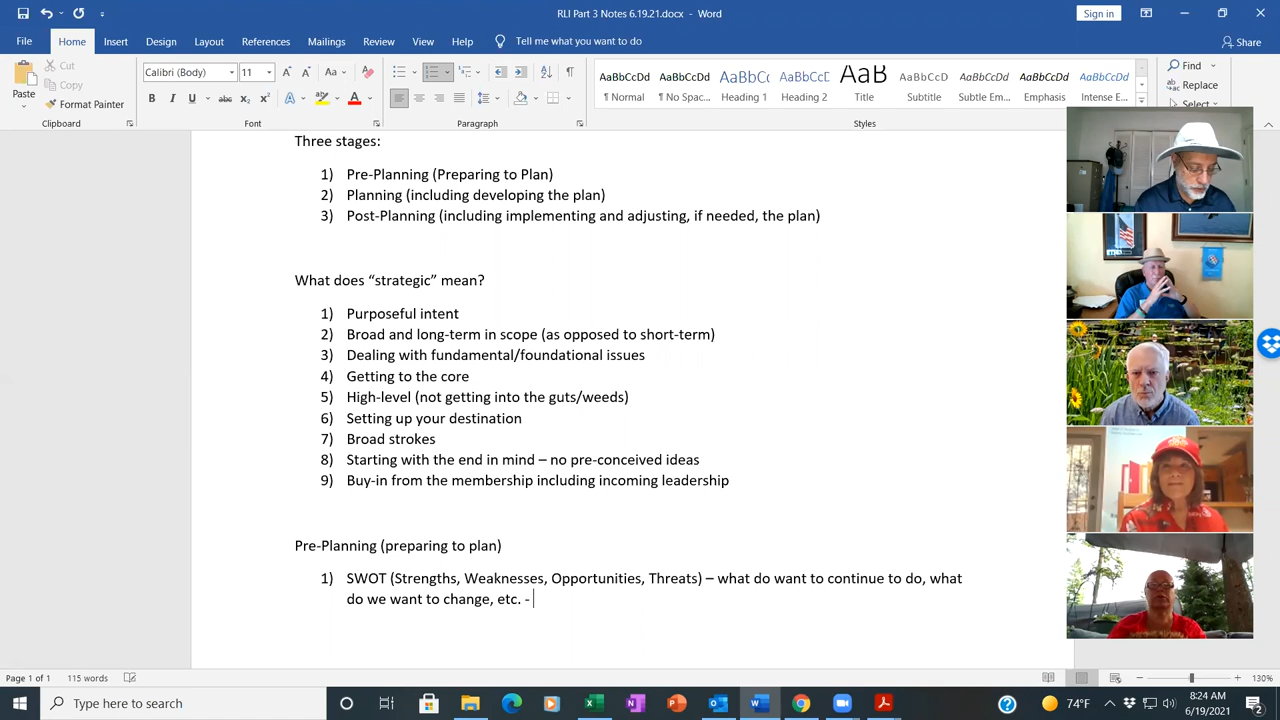 RLI Part 3 Notes 6.19.21.docx - Word
Sign in
File Home Insert Design Layout References Mailings Review View Help Tell me what you want to do Share
Paste
Cut
Copy
Format Painter
Calibri (Body) 11
Aa
B I U abc X2 X2 A A
AaBbCcDd AaBbCcDd AaBbCc AaBbCcD AaB AaBbCcD AaBbCcDd AaBbCcDd AaBbCcDd
¶ Normal ¶ No Spac... Heading 1 Heading 2 Title Subtitle Subtle Em... Emphasis Intense E...
Find
Replace
Select
Clipboard Font Paragraph Styles
Three stages:
1) Pre-Planning (Preparing to Plan)
2) Planning (including developing the plan)
3) Post-Planning (including implementing and adjusting, if needed, the plan)
What does “strategic” mean?
1) Purposeful intent
2) Broad and long-term in scope (as opposed to short-term)
3) Dealing with fundamental/foundational issues
4) Getting to the core
5) High-level (not getting into the guts/weeds)
6) Setting up your destination
7) Broad strokes
8) Starting with the end in mind – no pre-conceived ideas
9) Buy-in from the membership including incoming leadership
Pre-Planning (preparing to plan)
1) SWOT (Strengths, Weaknesses, Opportunities, Threats) – what do want to continue to do, what
do we want to change, etc. -
Page 1 of 1 115 words 130%
Type here to search
74°F
8:24 AM
6/19/2021
2